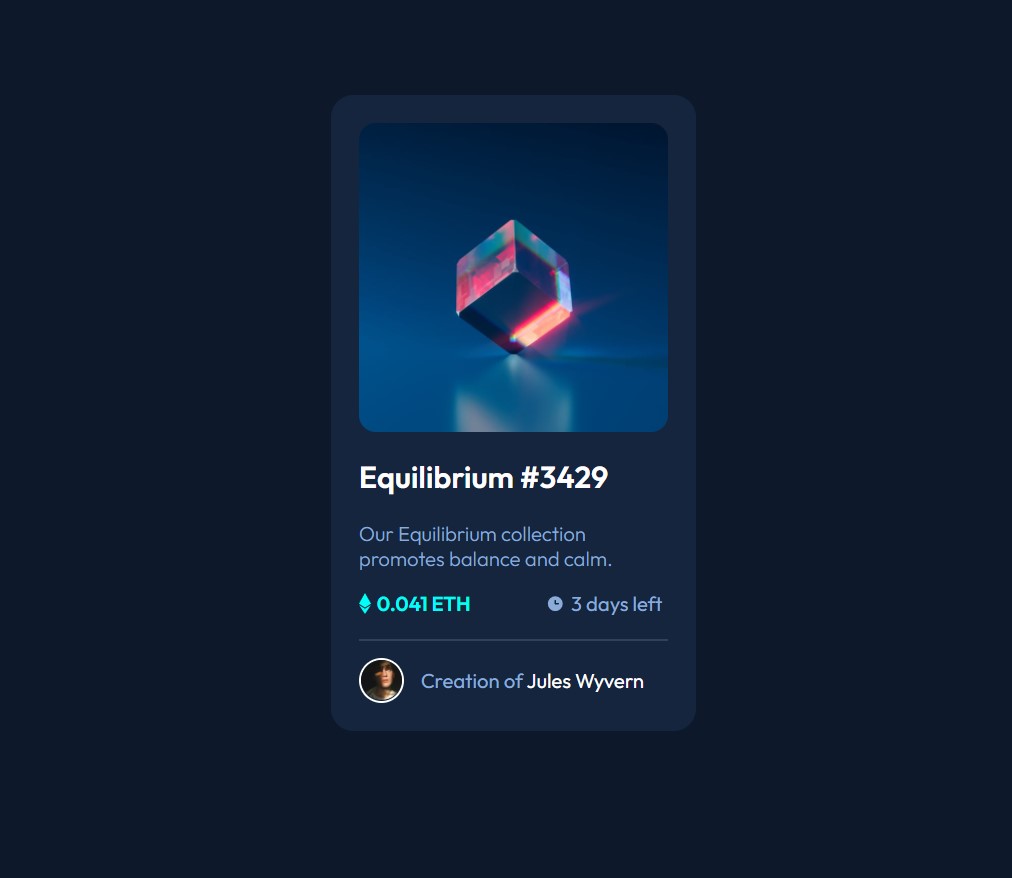 Equilibrium #3429
Our Equilibrium collection
promotes balance and calm.
0.041 ETH
3 days left
Creation of Jules Wyvern